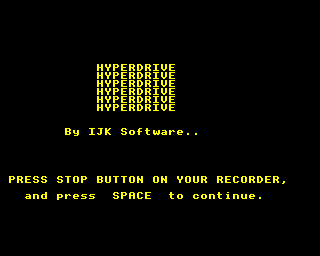 HYPERDRIVE
HYPERDRIVE
HYPERDRIVE
HYPERDRIVE
HYPERDRIVE
HYPERDRIVE
By IJK Software..
PRESS STOP BUTTON ON YOUR RECORDER,
and press SPACE to continue.